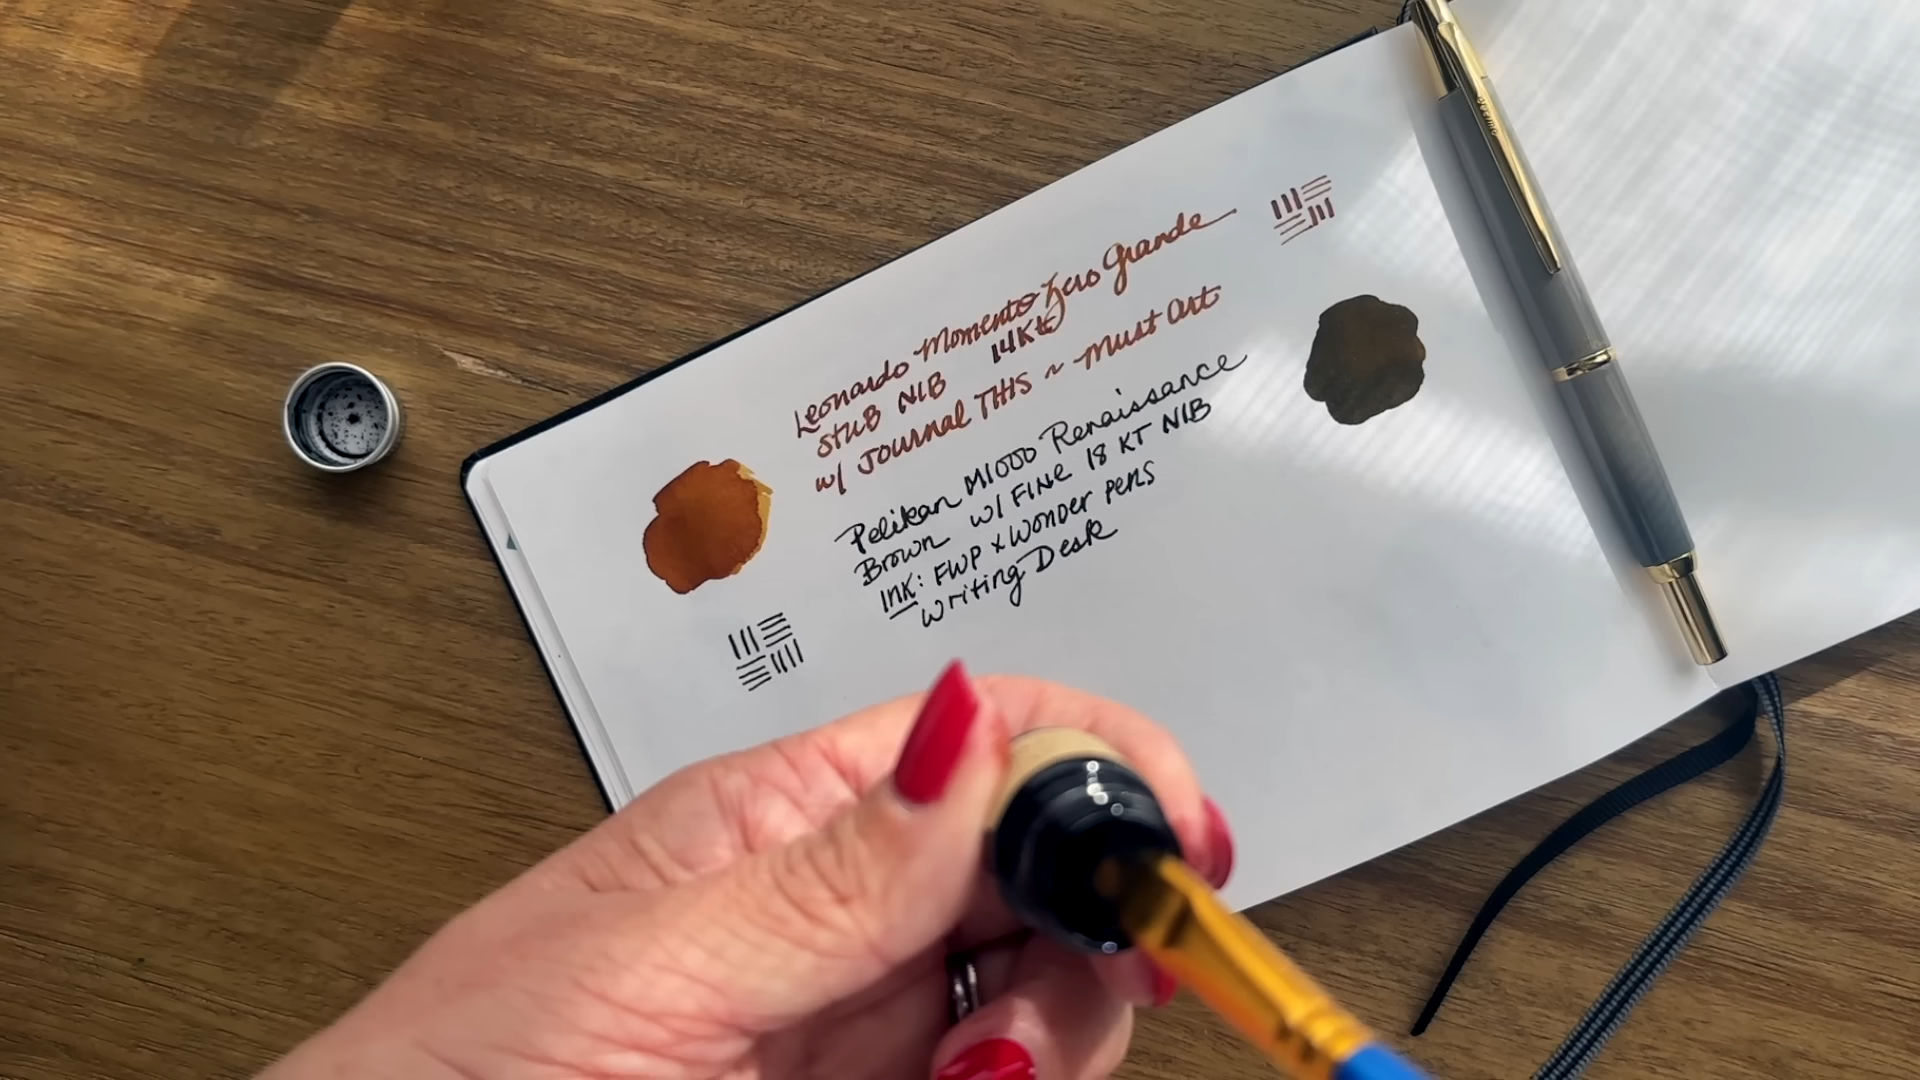 Leonardo Momento Zero Grande
Stub NIB 14Kt
w/ Journal THIS ~ Must Art
Pelikan M1000 Renaissance
Brown w/ FINE 18 KT NIB
INK: FWP x Wonder Pens
Writing Desk